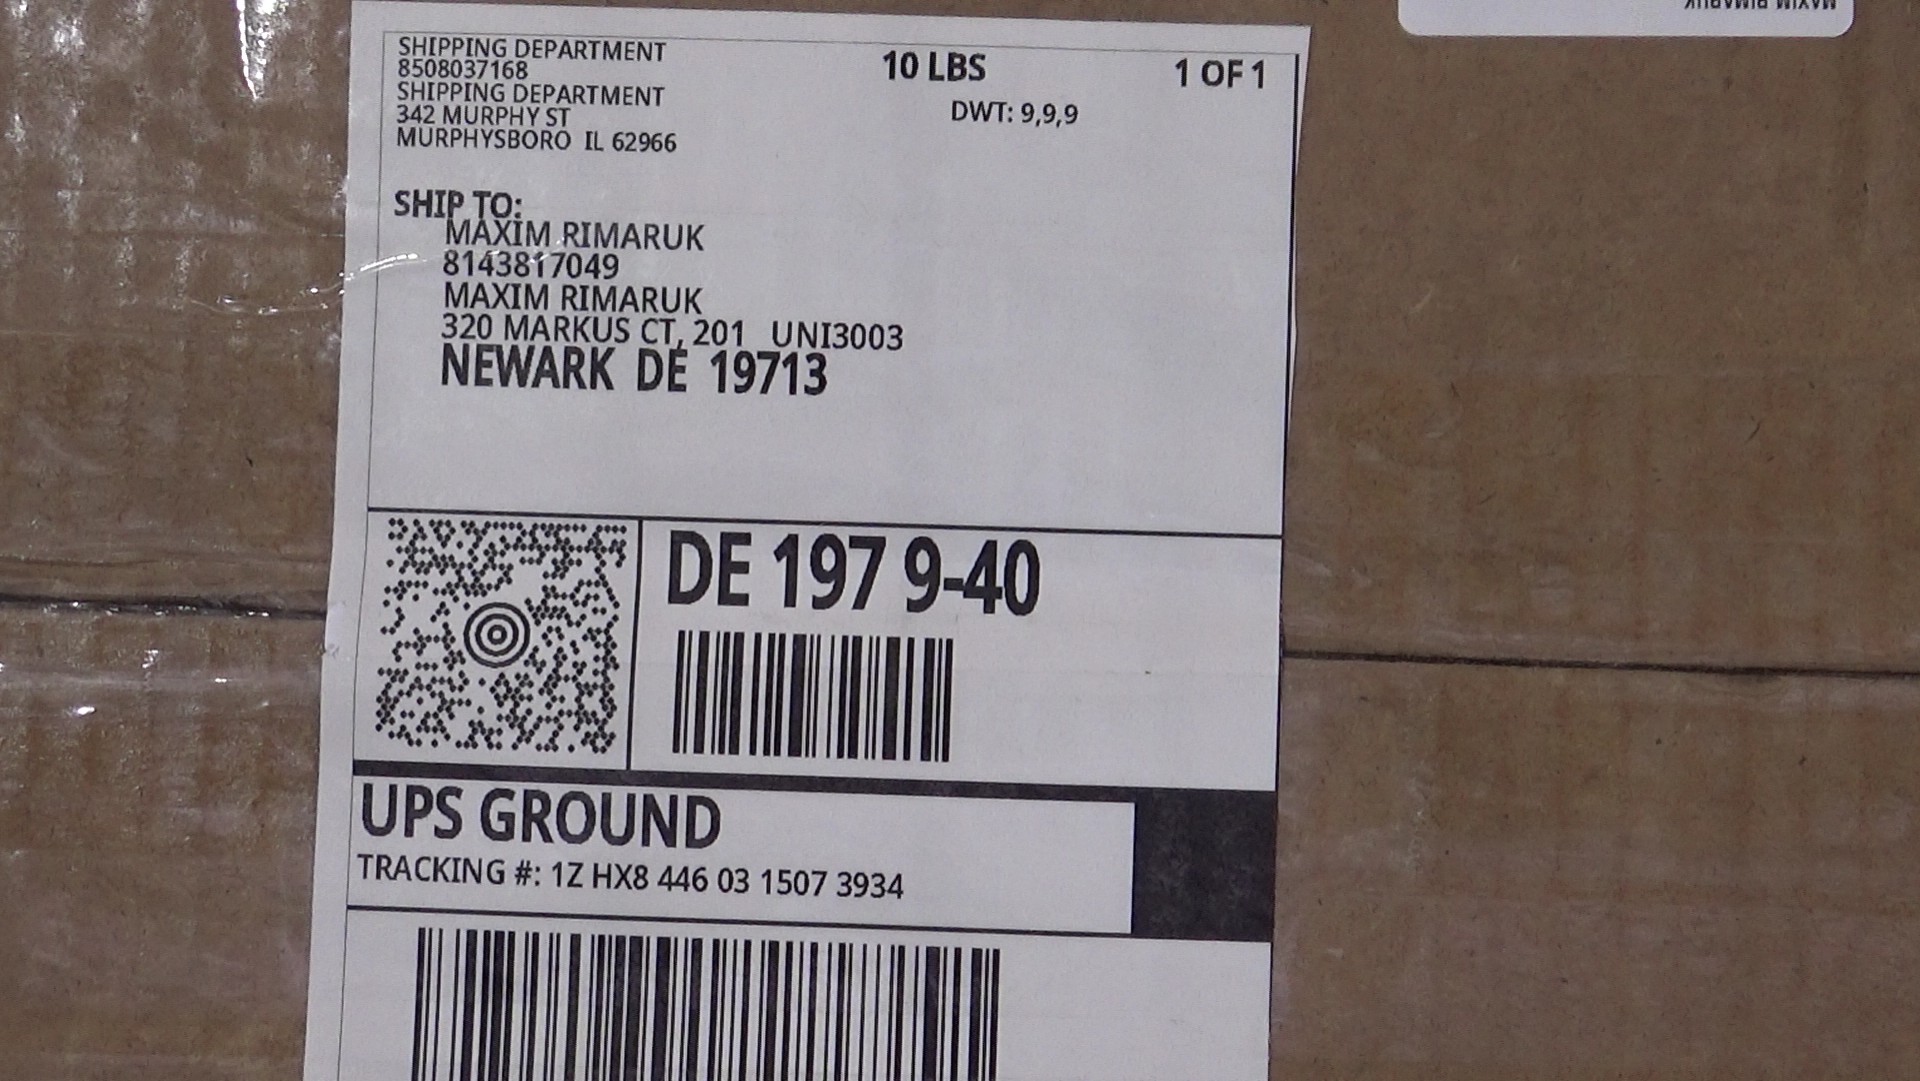 SHIPPING DEPARTMENT
8508037168
SHIPPING DEPARTMENT
342 MURPHY ST
MURPHYSBORO IL 62966
10 LBS
1 OF 1
DWT: 9,9,9
SHIP TO:
MAXIM RIMARUK
8143817049
MAXIM RIMARUK
320 MARKUS CT, 201 UNI3003
NEWARK DE 19713
DE 197 9-40
UPS GROUND
TRACKING #: 1Z HX8 446 03 1507 3934
MAXIM RIMARUK